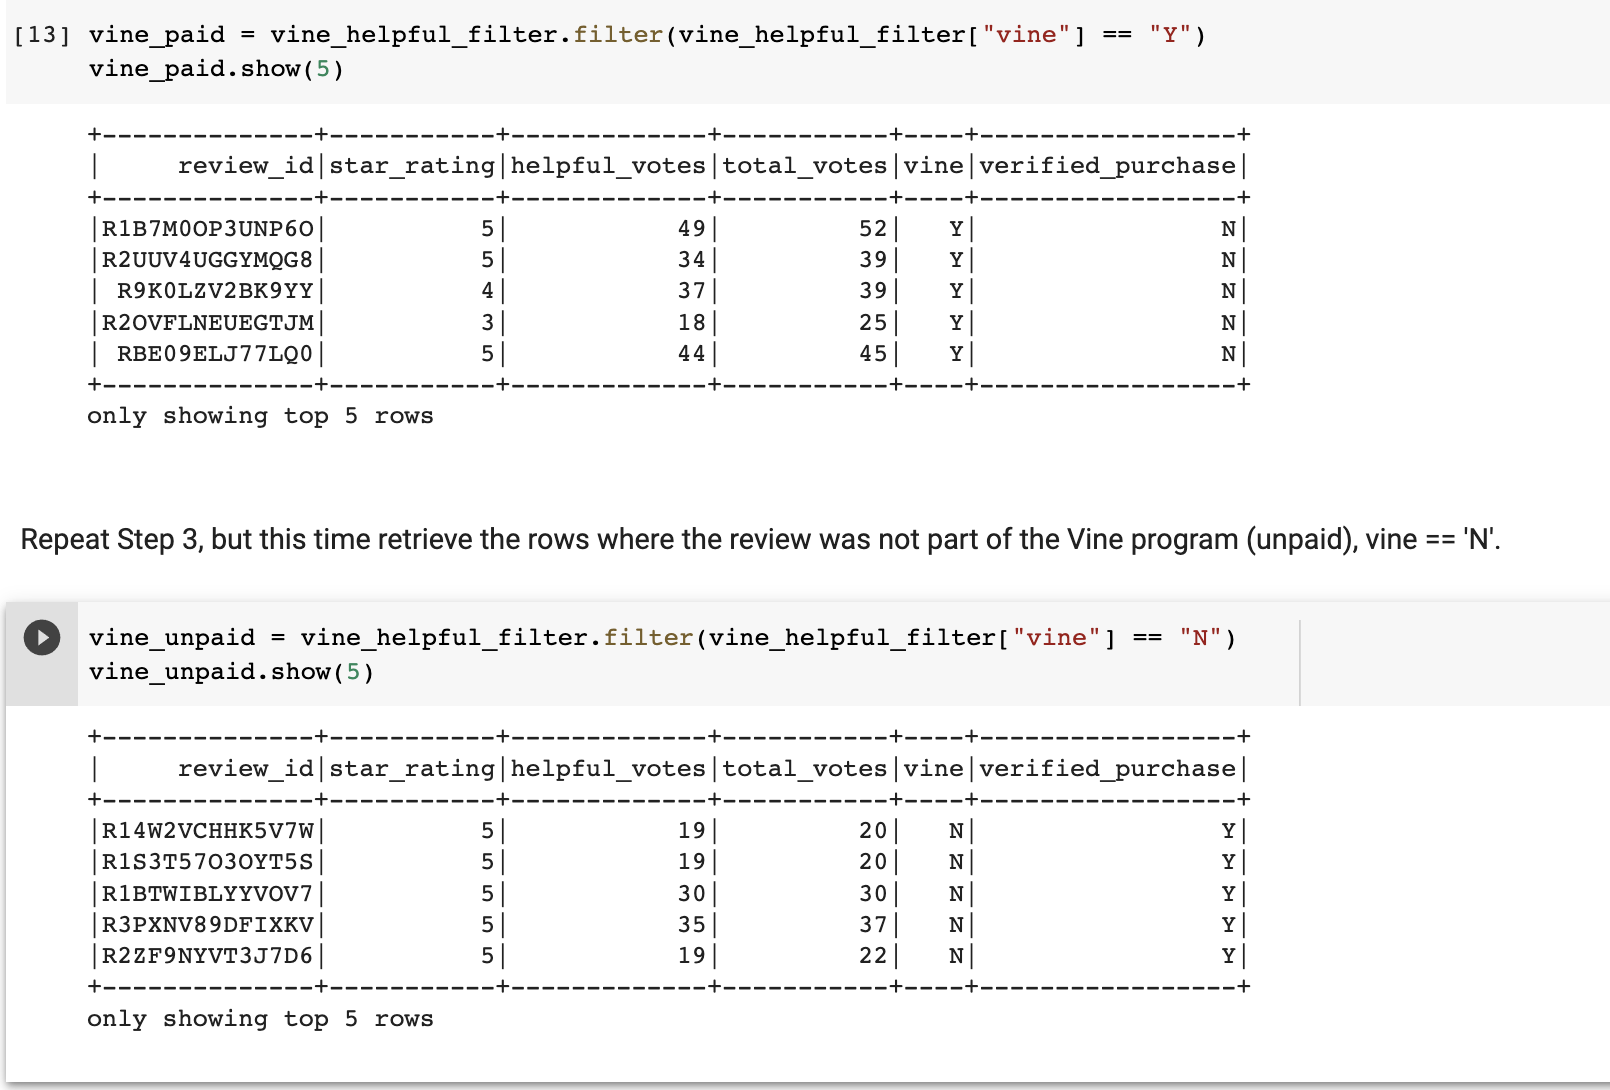 [13] vine_paid = vine_helpful_filter.filter(vine_helpful_filter["vine"] == "Y")
vine_paid.show(5)
+--------------+-----------+-------------+-----------+----+-----------------+
|     review_id|star_rating|helpful_votes|total_votes|vine|verified_purchase|
+--------------+-----------+-------------+-----------+----+-----------------+
|R1B7M0OP3UNP6O|          5|           49|         52|   Y|                N|
|R2UUV4UGGYMQG8|          5|           34|         39|   Y|                N|
| R9K0LZV2BK9YY|          4|           37|         39|   Y|                N|
|R2OVFLNEUEGTJM|          3|           18|         25|   Y|                N|
| RBE09ELJ77LQ0|          5|           44|         45|   Y|                N|
+--------------+-----------+-------------+-----------+----+-----------------+
only showing top 5 rows
Repeat Step 3, but this time retrieve the rows where the review was not part of the Vine program (unpaid), vine == 'N'.
vine_unpaid = vine_helpful_filter.filter(vine_helpful_filter["vine"] == "N")
vine_unpaid.show(5)
+--------------+-----------+-------------+-----------+----+-----------------+
|     review_id|star_rating|helpful_votes|total_votes|vine|verified_purchase|
+--------------+-----------+-------------+-----------+----+-----------------+
|R14W2VCHHK5V7W|          5|           19|         20|   N|                Y|
|R1S3T57O3OYT5S|          5|           19|         20|   N|                Y|
|R1BTWIBLYYVOV7|          5|           30|         30|   N|                Y|
|R3PXNV89DFIXKV|          5|           35|         37|   N|                Y|
|R2ZF9NYVT3J7D6|          5|           19|         22|   N|                Y|
+--------------+-----------+-------------+-----------+----+-----------------+
only showing top 5 rows